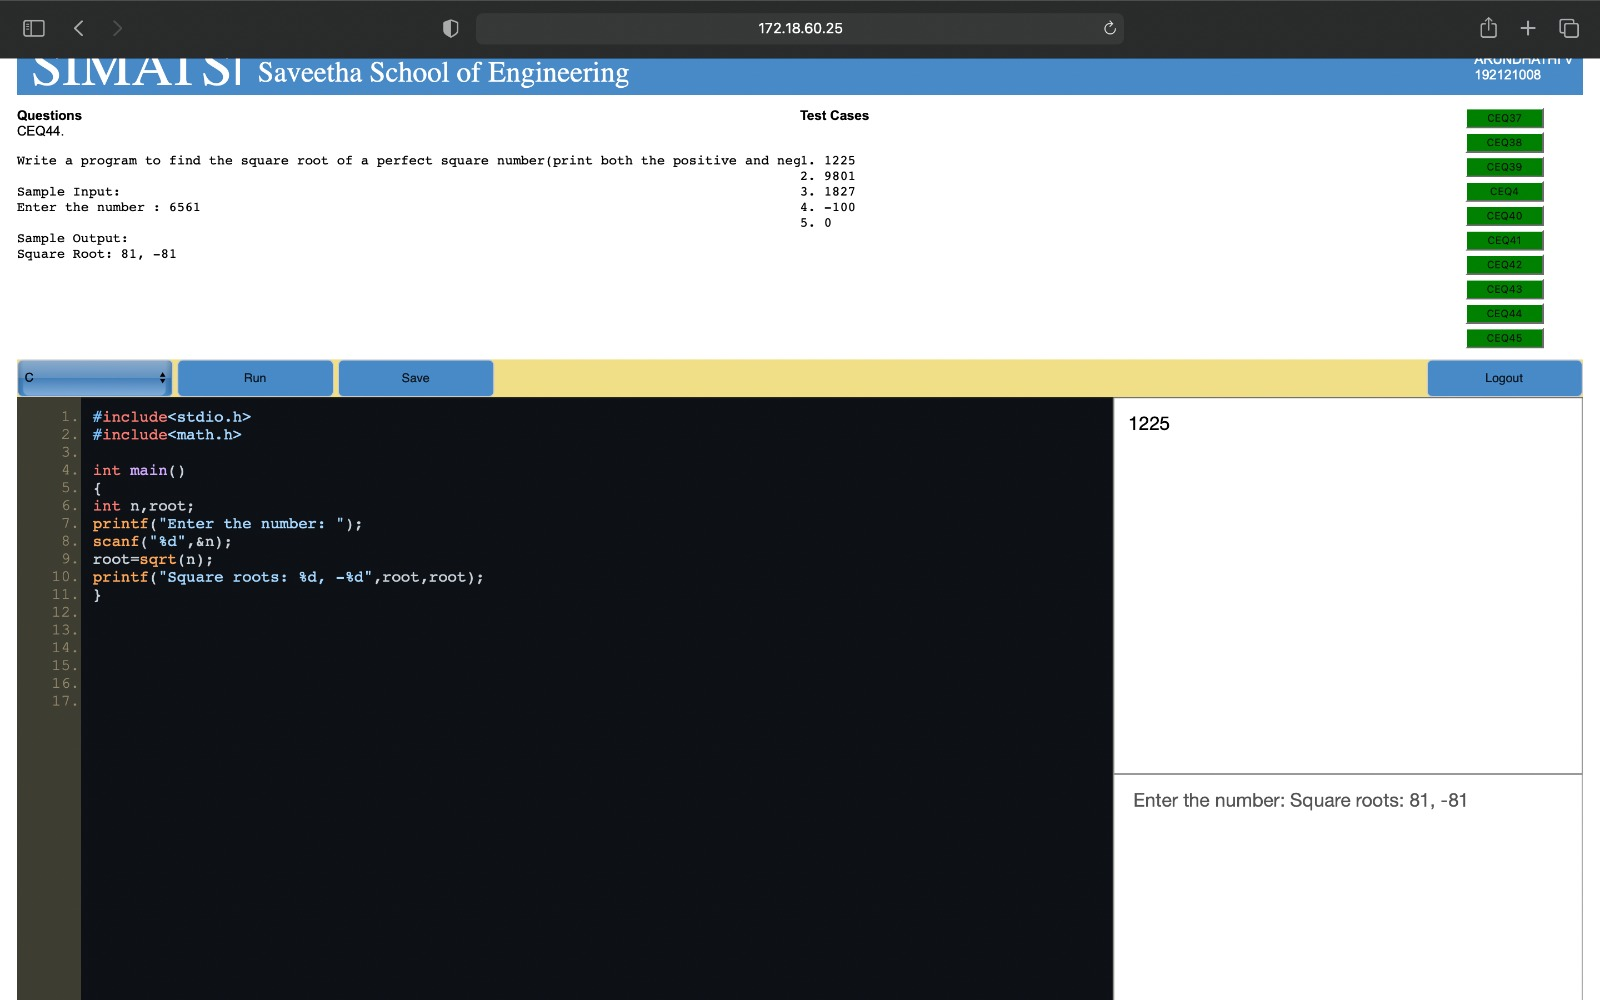 172.18.60.25
SIMATS Saveetha School of Engineering
ARUNDHATHI V
192121008
Questions
CEQ44.
Write a program to find the square root of a perfect square number(print both the positive and neg
Sample Input:
Enter the number : 6561
Sample Output:
Square Root: 81, -81
Test Cases
1. 1225
2. 9801
3. 1827
4. -100
5. 0
CEQ37
CEQ38
CEQ39
CEQ4
CEQ40
CEQ41
CEQ42
CEQ43
CEQ44
CEQ45
C
Run
Save
Logout
1. #include<stdio.h>
2. #include<math.h>
3.
4. int main()
5. {
6. int n,root;
7. printf("Enter the number: ");
8. scanf("%d",&n);
9. root=sqrt(n);
10. printf("Square roots: %d, -%d",root,root);
11. }
12.
13.
14.
15.
16.
17.
1225
Enter the number: Square roots: 81, -81